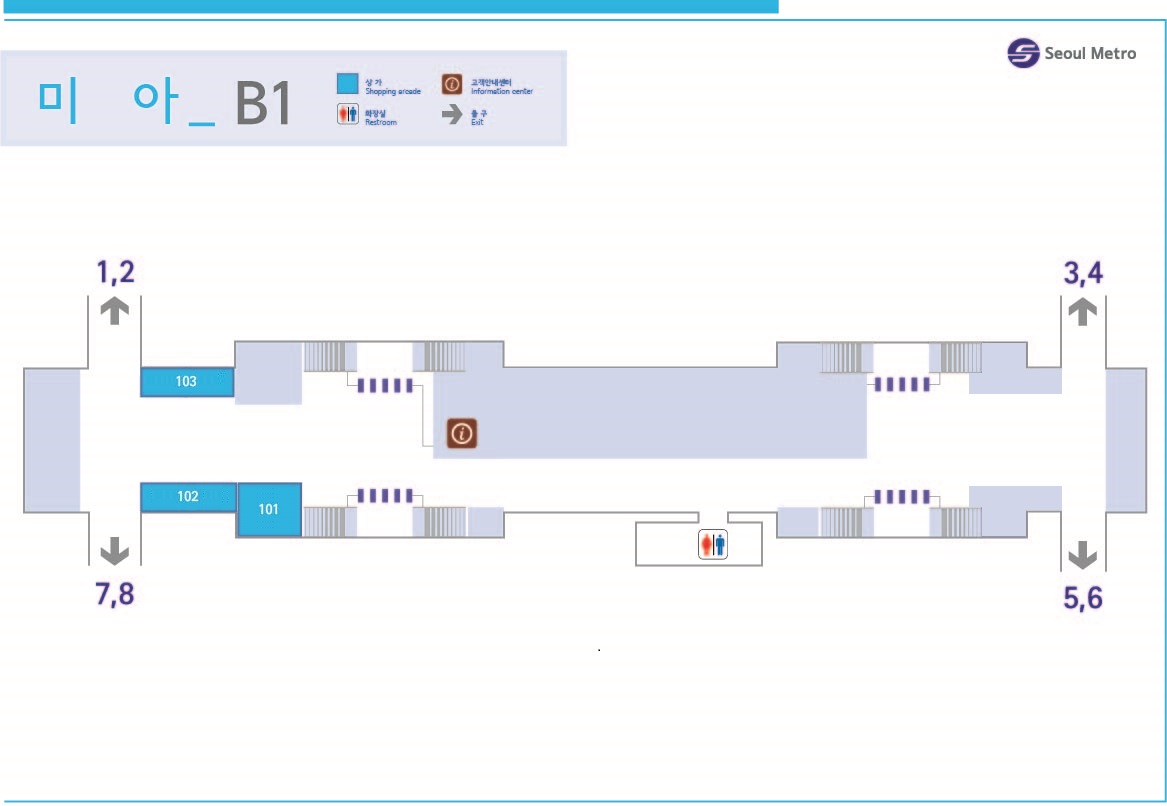 Seoul Metro
미 아_ B1
상 가
Shopping arcade
고객안내센터
Information center
화장실
Restroom
출 구
Exit
1,2
3,4
103
102
101
7,8
5,6